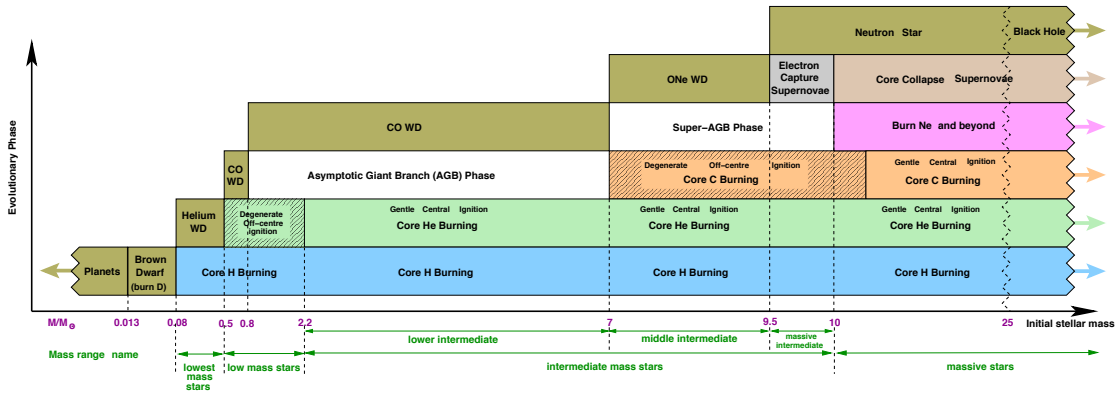 Neutron Star
Black Hole
ONe WD
Electron
Capture
Supernovae
Core Collapse Supernovae
CO WD
Super−AGB Phase
Burn Ne and beyond
CO
WD
Asymptotic Giant Branch (AGB) Phase
Degenerate Off−centre Ignition
Core C Burning
Gentle Central Ignition
Core C Burning
Helium
WD
Degenerate
Off−centre
Ignition
Gentle Central Ignition
Core He Burning
Gentle Central Ignition
Core He Burning
Gentle Central Ignition
Core He Burning
Planets
Brown
Dwarf
(burn D)
Core H Burning
Core H Burning
Core H Burning
Core H Burning
Evolutionary Phase
M/M⊙ 0.013 0.08 0.5 0.8 2.2 7 9.5 10 25 Initial stellar mass
lower intermediate
middle intermediate
massive
intermediate
Mass range name
lowest
mass
stars
low mass stars
intermediate mass stars
massive stars